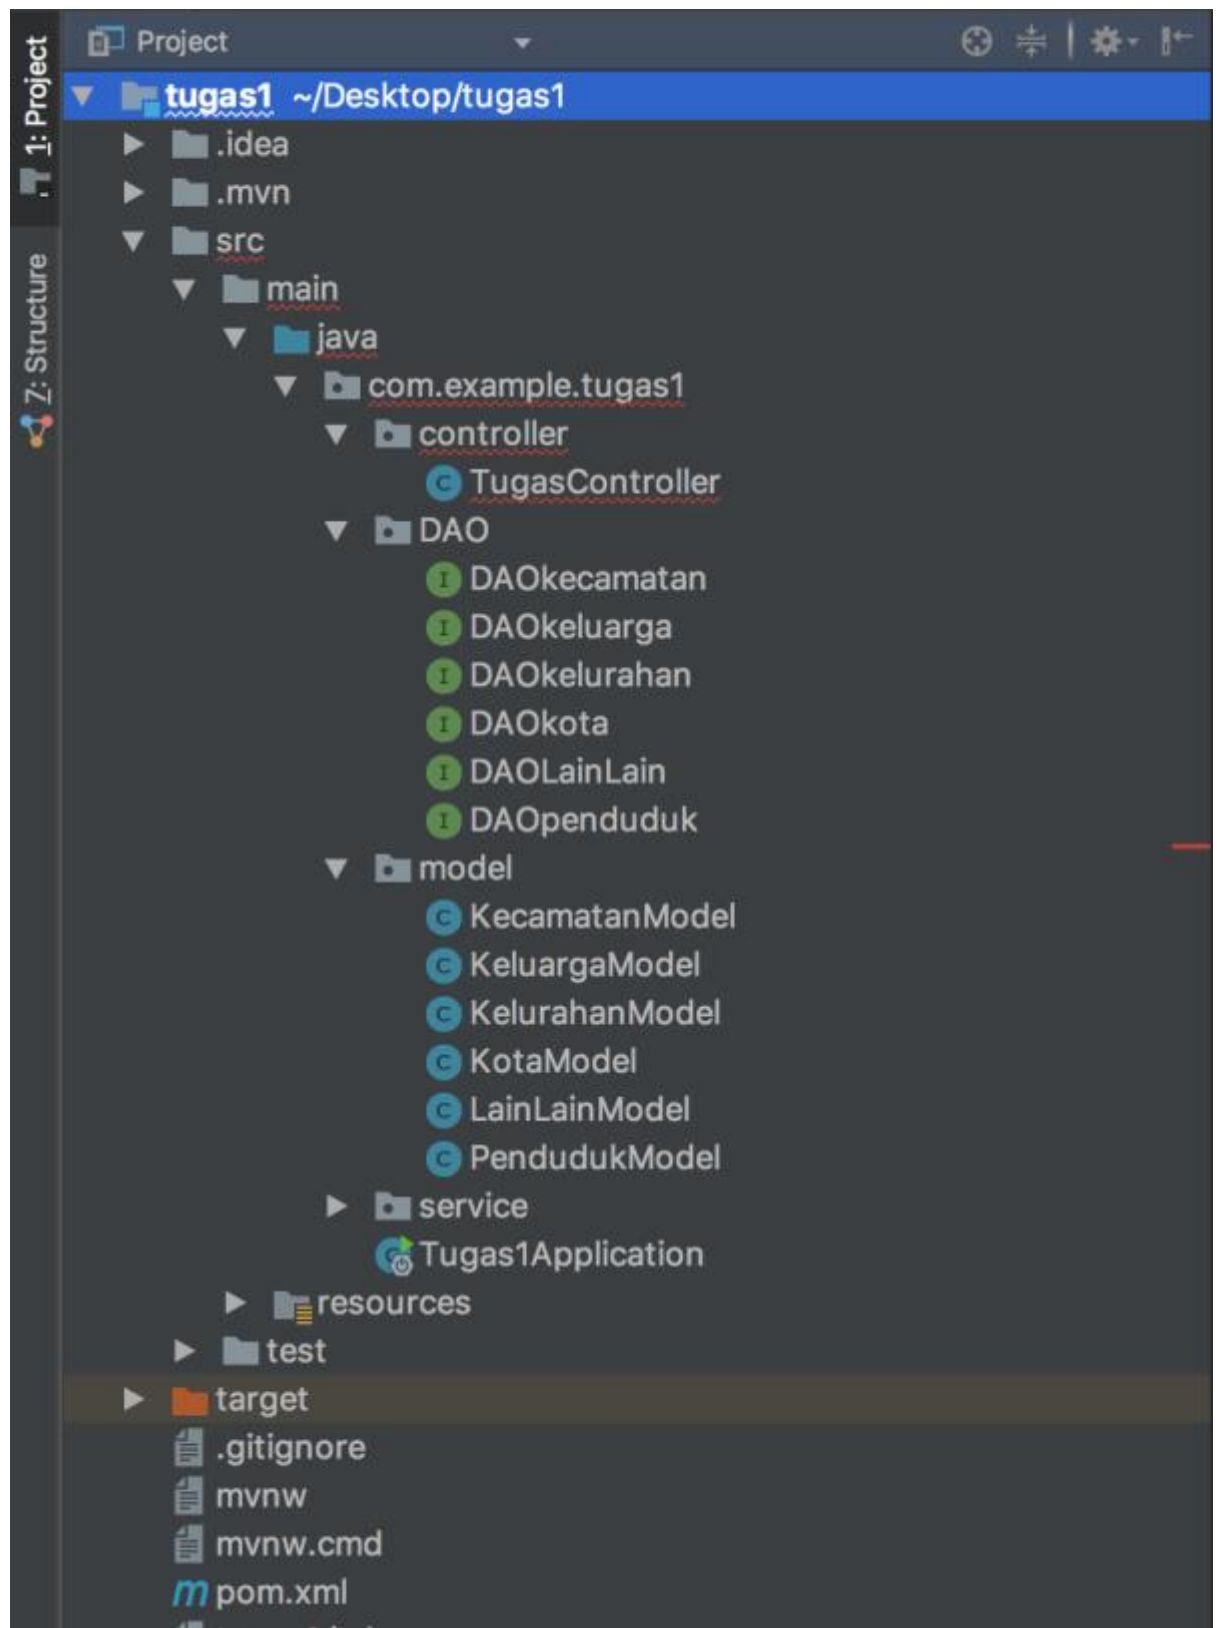 Project
1: Project
tugas1 ~/Desktop/tugas1
.idea
.mvn
src
7: Structure
main
java
com.example.tugas1
controller
TugasController
DAO
DAOkecamatan
DAOkeluarga
DAOkelurahan
DAOkota
DAOLainLain
DAOpenduduk
model
KecamatanModel
KeluargaModel
KelurahanModel
KotaModel
LainLainModel
PendudukModel
service
Tugas1Application
resources
test
target
.gitignore
mvnw
mvnw.cmd
pom.xml